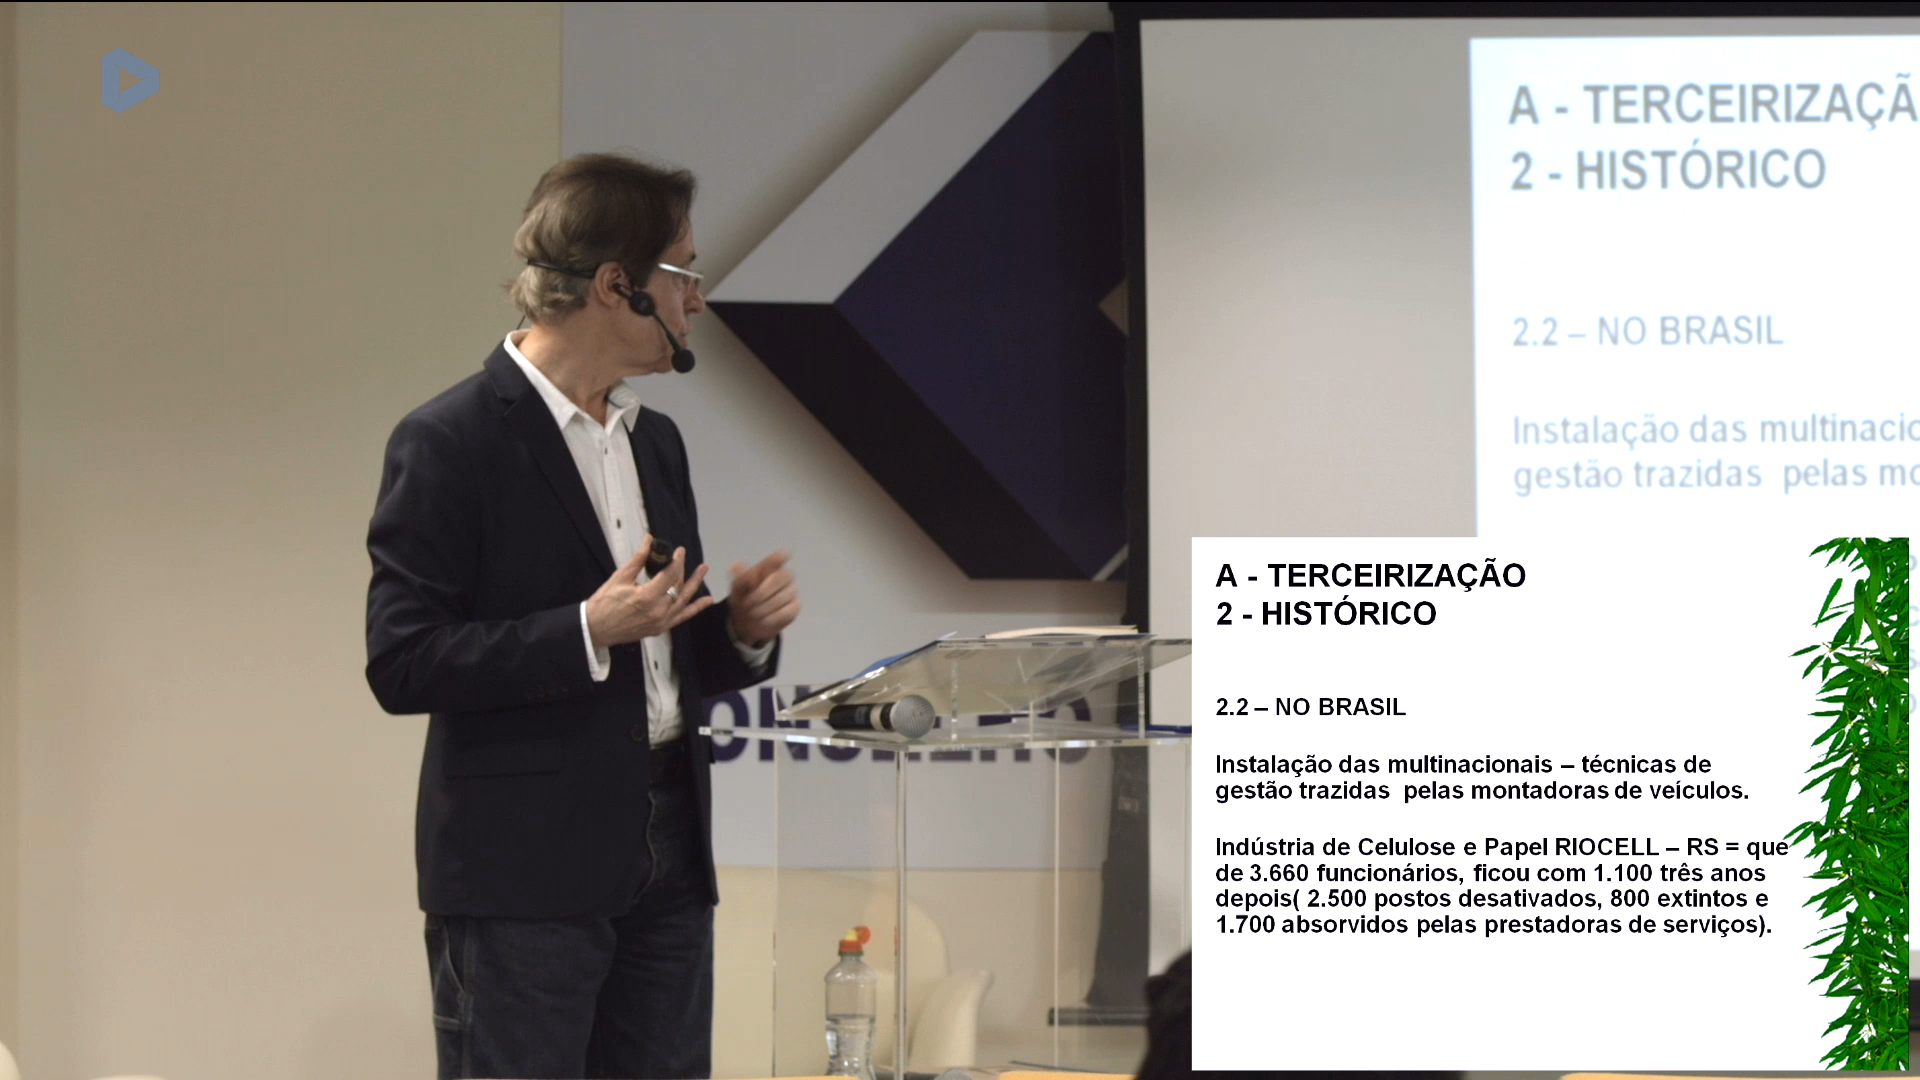 A - TERCEIRIZAÇÃ
2 - HISTÓRICO
2.2 – NO BRASIL
Instalação das multinacio
gestão trazidas pelas mo
ONSELHO
A - TERCEIRIZAÇÃO
2 - HISTÓRICO
2.2 – NO BRASIL
Instalação das multinacionais – técnicas de
gestão trazidas pelas montadoras de veículos.
Indústria de Celulose e Papel RIOCELL – RS = que
de 3.660 funcionários, ficou com 1.100 três anos
depois( 2.500 postos desativados, 800 extintos e
1.700 absorvidos pelas prestadoras de serviços).